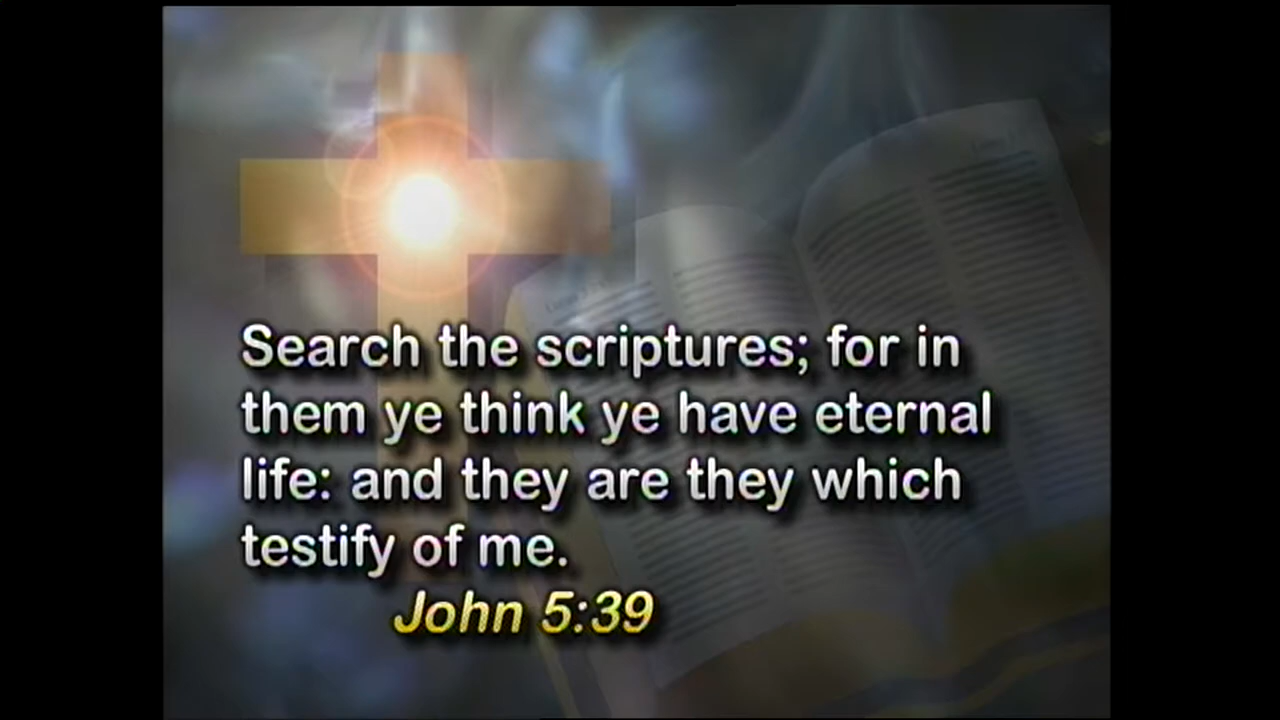 Search the scriptures; for in
them ye think ye have eternal
life: and they are they which
testify of me.
John 5:39